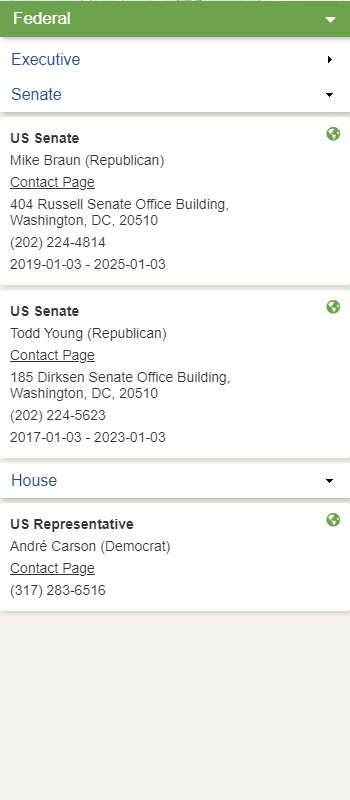 Federal
Executive
Senate
US Senate
Mike Braun (Republican)
Contact Page
404 Russell Senate Office Building,
Washington, DC, 20510
(202) 224-4814
2019-01-03 - 2025-01-03
US Senate
Todd Young (Republican)
Contact Page
185 Dirksen Senate Office Building,
Washington, DC, 20510
(202) 224-5623
2017-01-03 - 2023-01-03
House
US Representative
André Carson (Democrat)
Contact Page
(317) 283-6516